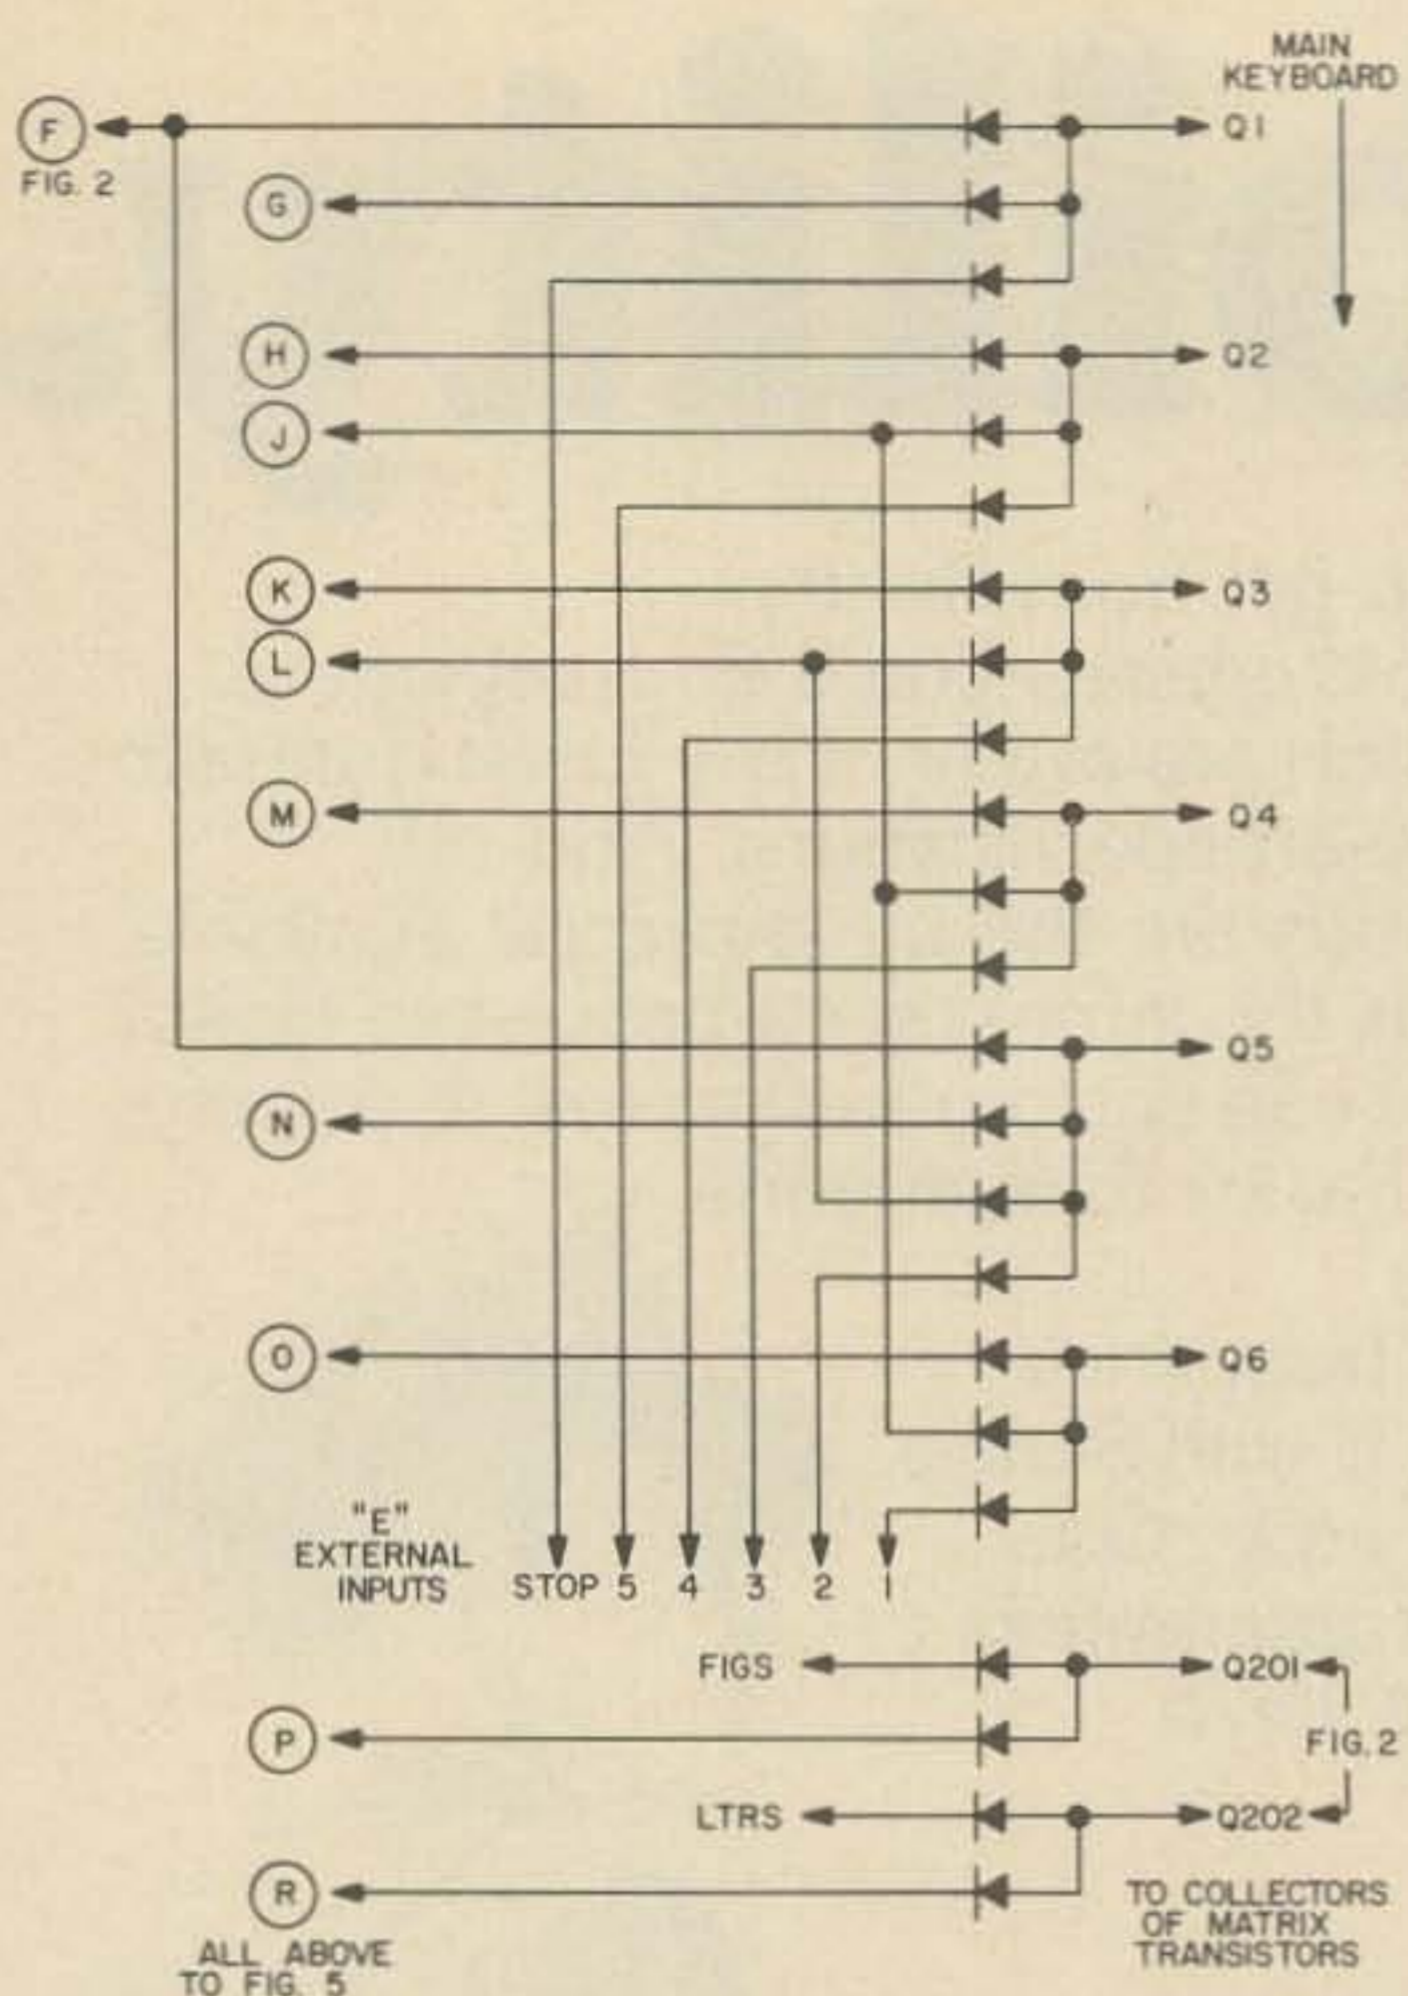 MAIN
KEYBOARD
F
Q1
FIG. 2
G
H
Q2
J
K
Q3
L
M
Q4
Q5
N
O
Q6
"E"
EXTERNAL
INPUTS
STOP 5 4 3 2 1
FIGS
Q201
P
FIG. 2
LTRS
Q202
R
TO COLLECTORS
OF MATRIX
TRANSISTORS
ALL ABOVE
TO FIG. 5